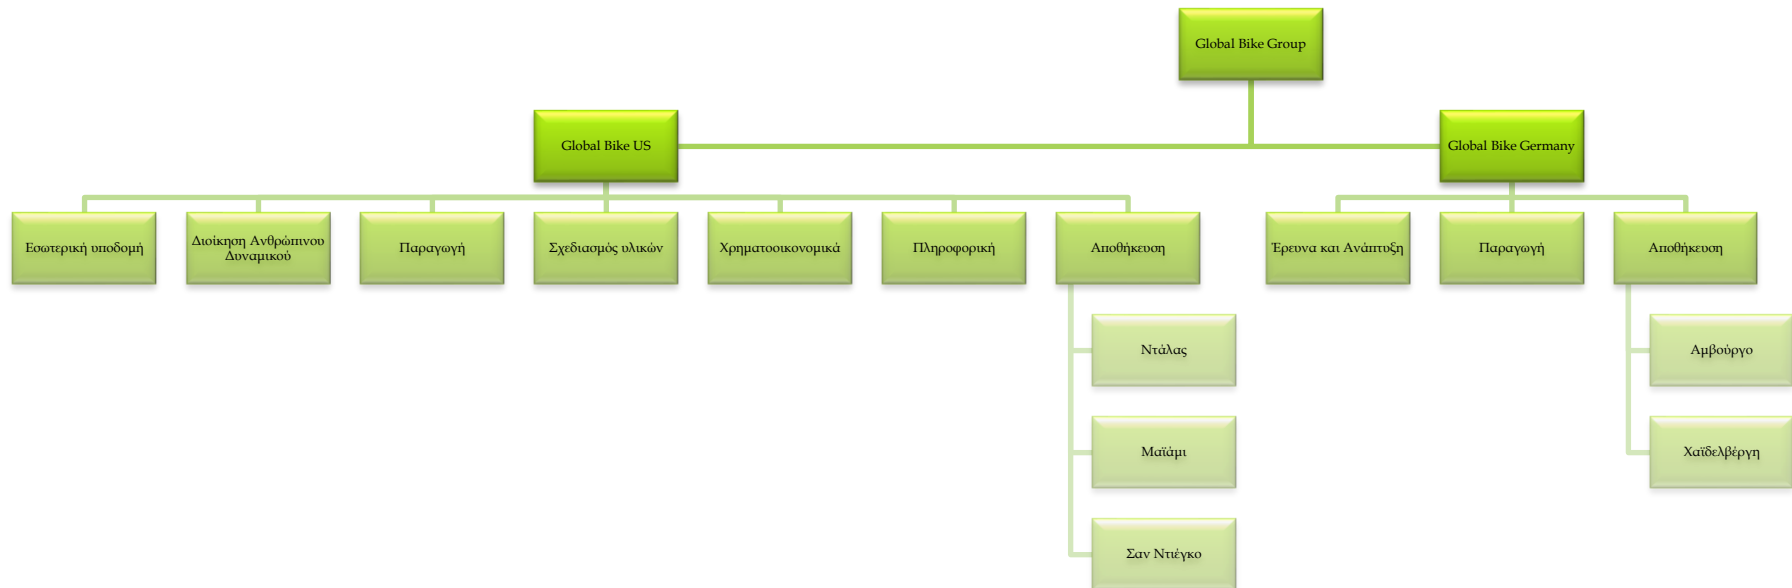 Global Bike Group
Global Bike US
Global Bike Germany
Εσωτερική υποδομή
Διοίκηση Ανθρώπινου
Δυναμικού
Παραγωγή
Σχεδιασμός υλικών
Χρηματοοικονομικά
Πληροφορική
Αποθήκευση
Έρευνα και Ανάπτυξη
Παραγωγή
Αποθήκευση
Ντάλας
Αμβούργο
Μαϊάμι
Χαϊδελβέργη
Σαν Ντιέγκο